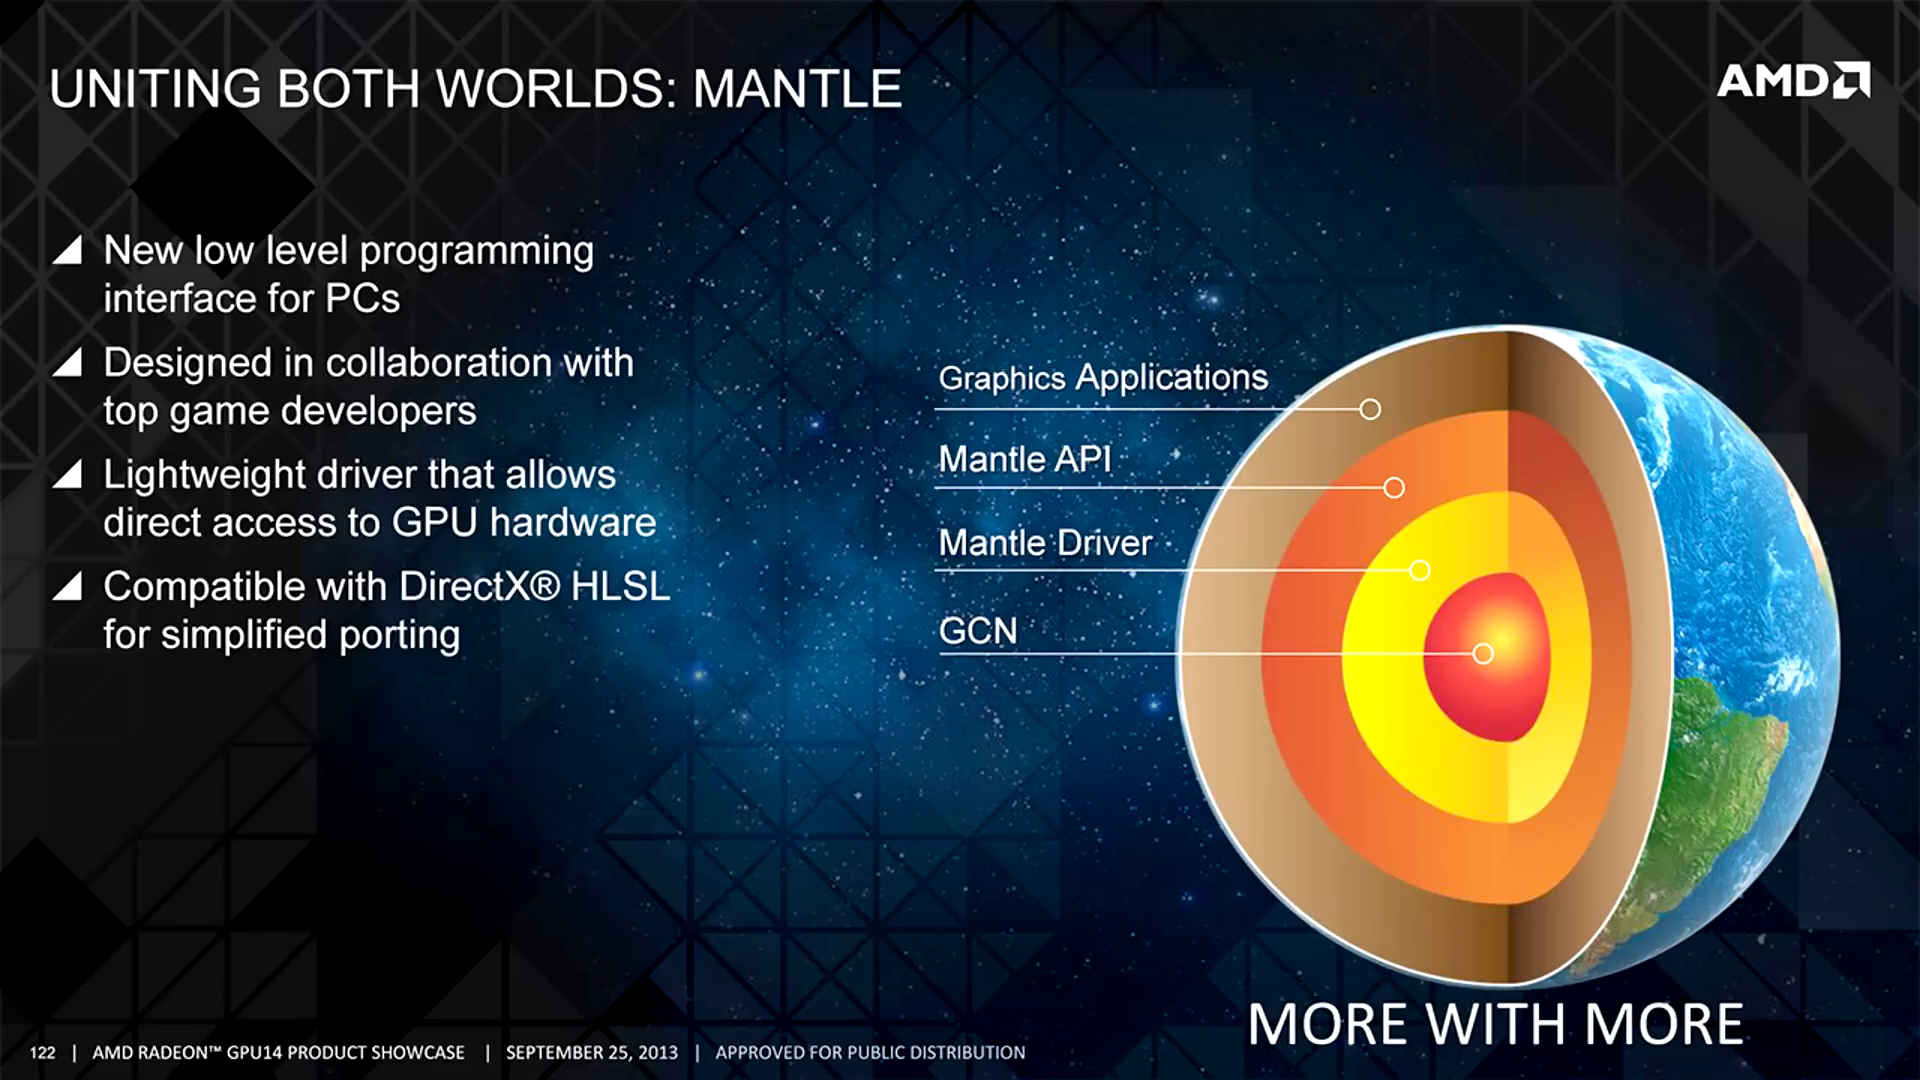 UNITING BOTH WORLDS: MANTLE
AMD
New low level programming
interface for PCs
Designed in collaboration with
top game developers
Lightweight driver that allows
direct access to GPU hardware
Compatible with DirectX® HLSL
for simplified porting
Graphics Applications
Mantle API
Mantle Driver
GCN
MORE WITH MORE
122 | AMD RADEON™ GPU14 PRODUCT SHOWCASE | SEPTEMBER 25, 2013 | APPROVED FOR PUBLIC DISTRIBUTION